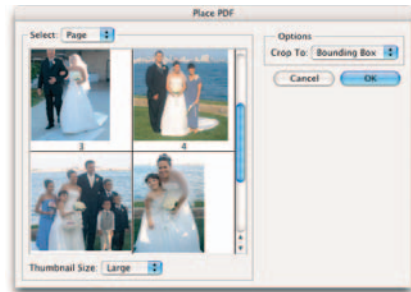 Place PDF
Select: Page
Options
Crop To: Bounding Box
Cancel
OK
3
4
Thumbnail Size: Large